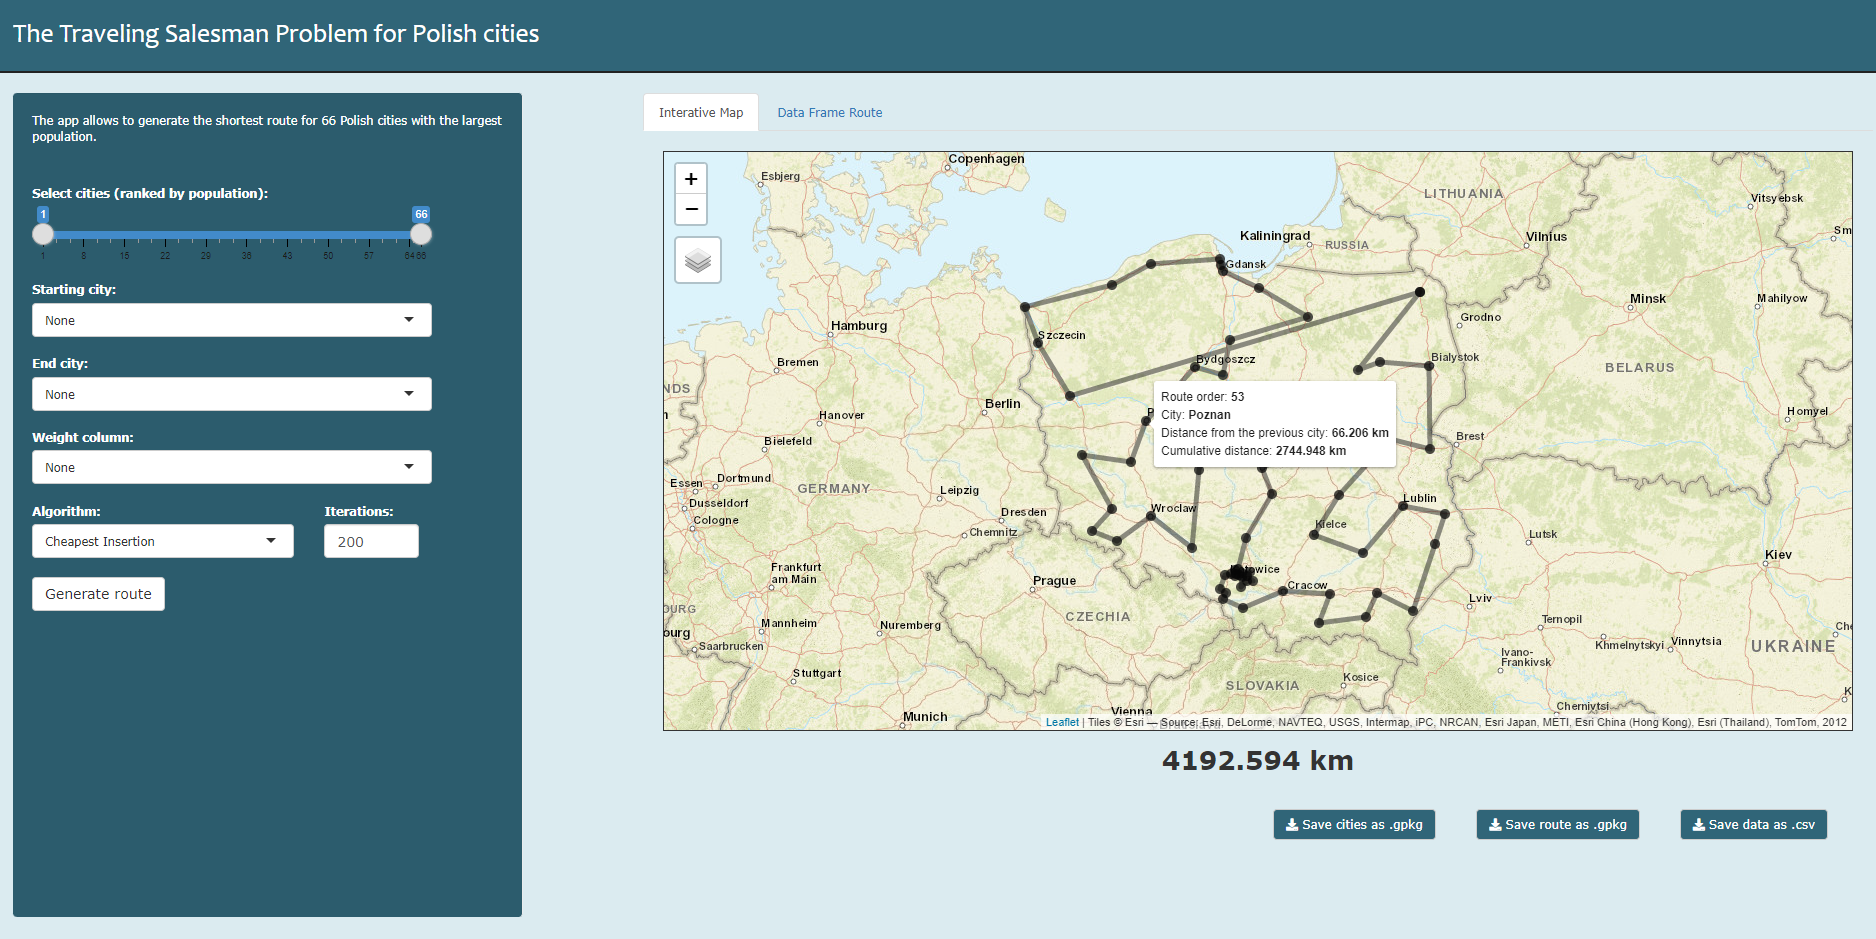 The Traveling Salesman Problem for Polish cities
The app allows to generate the shortest route for 66 Polish cities with the largest
population.
Select cities (ranked by population):
1
66
1 8 15 22 29 36 43 50 57 64 66
Starting city:
None
End city:
None
Weight column:
None
Algorithm:
Iterations:
Cheapest Insertion
200
Generate route
Interative Map
Data Frame Route
+
−
Copenhagen
Esbjerg
LITHUANIA
Vitsyebsk
Sm
Kaliningrad
RUSSIA
Vilnius
Gdansk
Minsk
Mahilyow
Grodno
Hamburg
Szczecin
Bremen
Bydgoszcz
Bialystok
BELARUS
NDS
Berlin
Hanover
Homyel
P
Route order: 53
City: Poznan
Distance from the previous city: 66.206 km
Cumulative distance: 2744.948 km
Bielefeld
Brest
Essen
Dortmund
GERMANY
Leipzig
Dusseldorf
Cologne
Dresden
Wroclaw
Lublin
Chemnitz
Kielce
Lutsk
Kiev
Frankfurt
am Main
Prague
Katowice
Cracow
Lviv
OURG
CZECHIA
Ternopil
ourg
Mannheim
Nuremberg
Khmelnytskyi
Vinnytsia
Che
UKRAINE
Saarbrucken
Ivano-
Frankivsk
Stuttgart
SLOVAKIA
Kosice
K
Munich
Vienna
Chernivtsi
Bratislava
Leaflet | Tiles © Esri — Source: Esri, DeLorme, NAVTEQ, USGS, Intermap, iPC, NRCAN, Esri Japan, METI, Esri China (Hong Kong), Esri (Thailand), TomTom, 2012
4192.594 km
Save cities as .gpkg
Save route as .gpkg
Save data as .csv